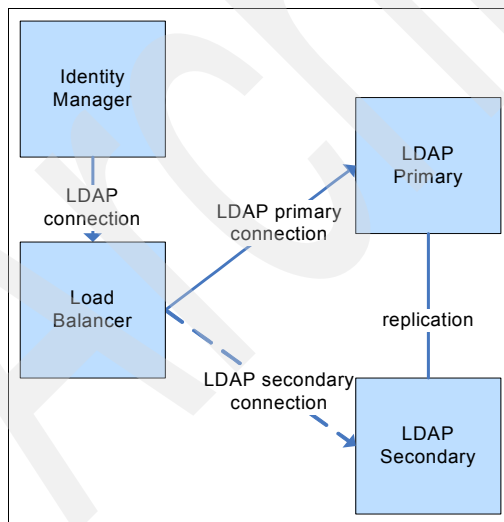 Identity
Manager
LDAP
connection
Load
Balancer
LDAP primary
connection
LDAP
Primary
replication
LDAP secondary
connection
LDAP
Secondary